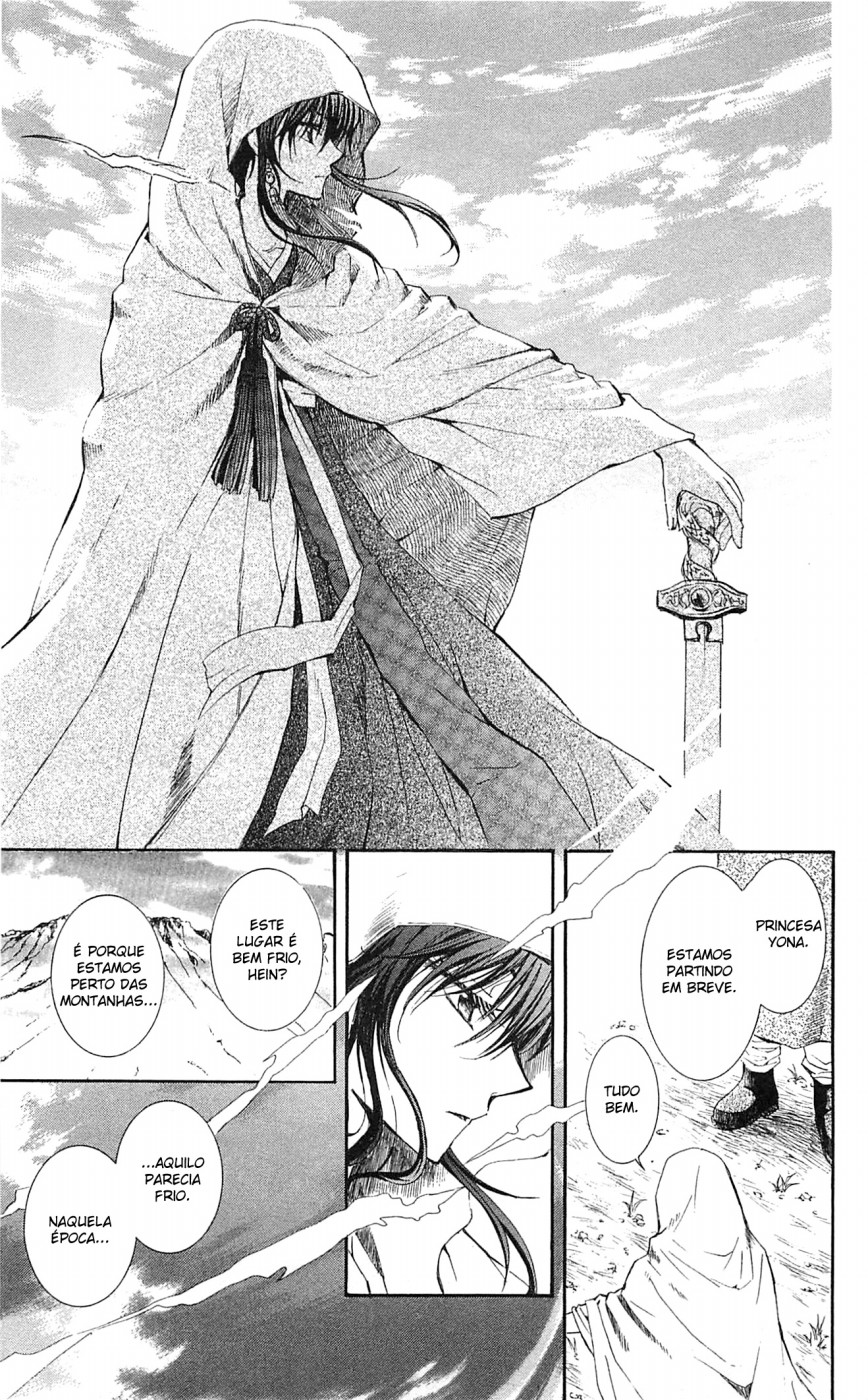 PRINCESA
YONA.
ESTAMOS
PARTINDO
EM BREVE.
TUDO
BEM.
ESTE
LUGAR É
BEM FRIO,
HEIN?
É PORQUE
ESTAMOS
PERTO DAS
MONTANHAS...
...AQUILO
PARECIA
FRIO.
NAQUELA
ÉPOCA...